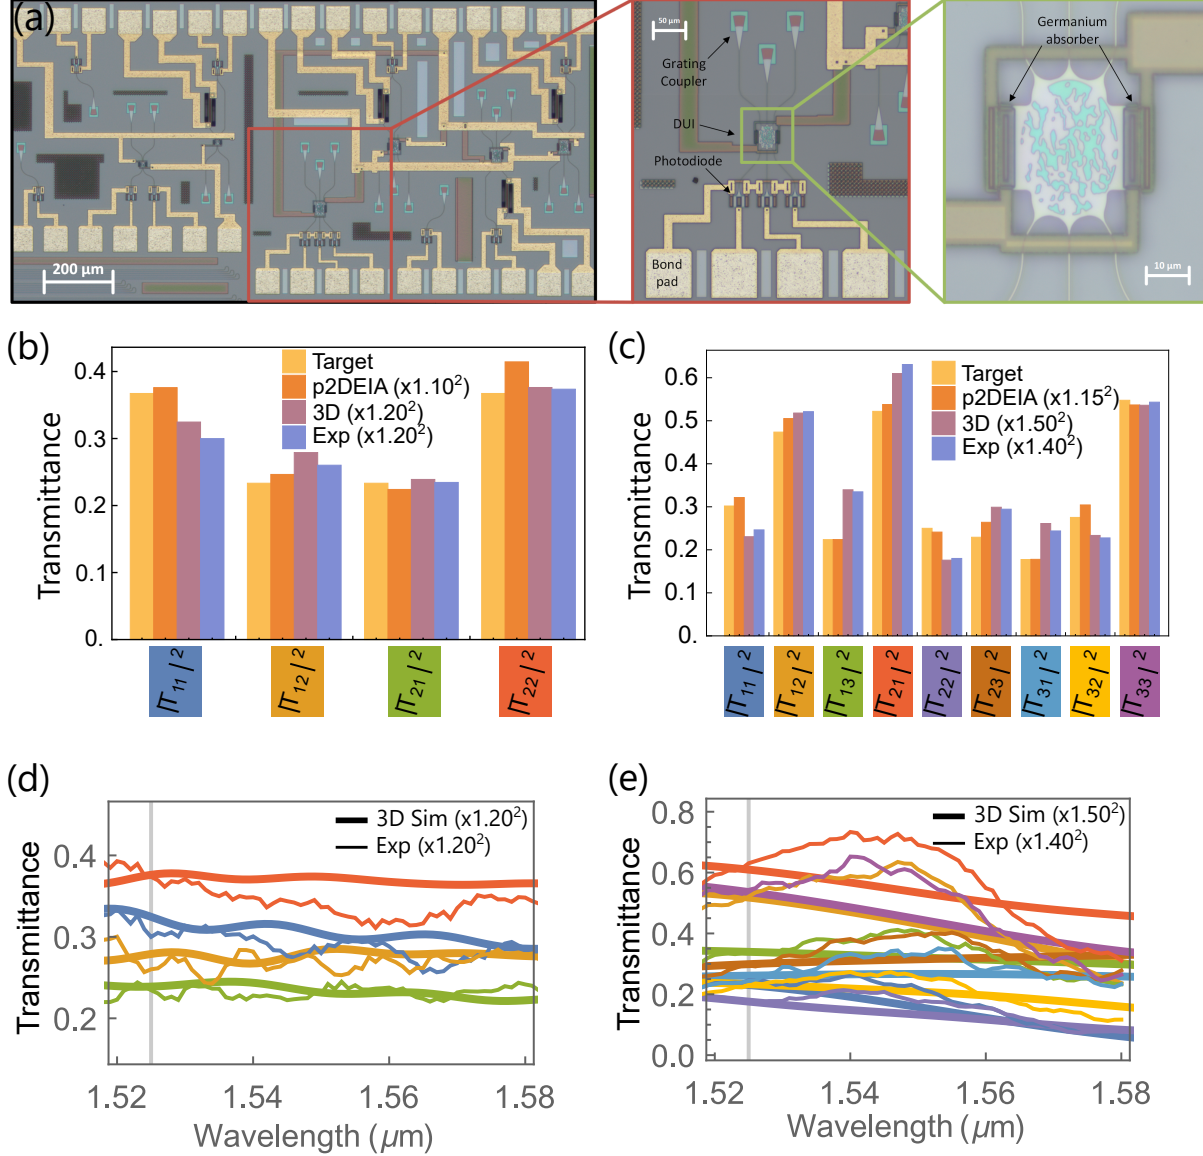 (a)
200 µm
50 µm
Grating
Coupler
DUI
Photodiode
Bond
pad
Germanium
absorber
10 µm
(b)
Transmittance
0.4
0.3
0.2
0.1
0.
Target
p2DEIA (x1.10²)
3D (x1.20²)
Exp (x1.20²)
|T₁₁|²
|T₁₂|²
|T₂₁|²
|T₂₂|²
(c)
Transmittance
0.6
0.5
0.4
0.3
0.2
0.1
0.
Target
p2DEIA (x1.15²)
3D (x1.50²)
Exp (x1.40²)
|T₁₁|²
|T₁₂|²
|T₁₃|²
|T₂₁|²
|T₂₂|²
|T₂₃|²
|T₃₁|²
|T₃₂|²
|T₃₃|²
(d)
Transmittance
0.4
0.3
0.2
3D Sim (x1.20²)
Exp (x1.20²)
1.52
1.54
1.56
1.58
Wavelength (µm)
(e)
Transmittance
0.8
0.6
0.4
0.2
0.0
3D Sim (x1.50²)
Exp (x1.40²)
1.52
1.54
1.56
1.58
Wavelength (µm)